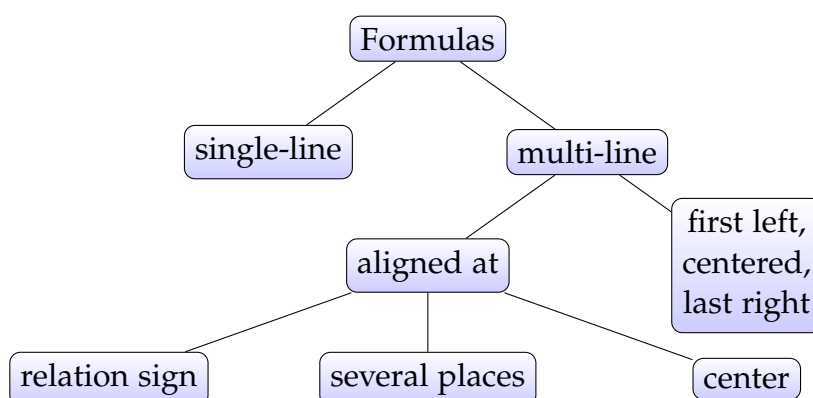 Formulas
single-line
multi-line
aligned at
first left,
centered,
last right
relation sign
several places
center